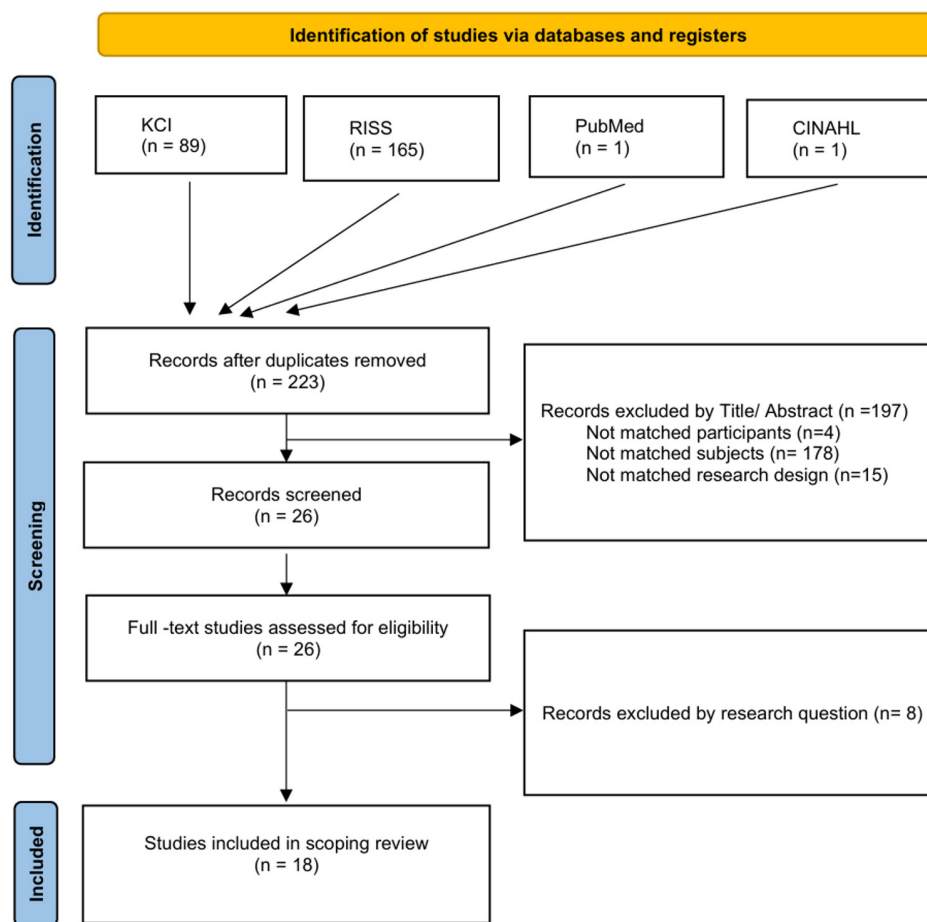 Identification of studies via databases and registers
Identification
KCI
(n = 89)
RISS
(n = 165)
PubMed
(n = 1)
CINAHL
(n = 1)
Screening
Records after duplicates removed
(n = 223)
Records excluded by Title/ Abstract (n =197)
Not matched participants (n=4)
Not matched subjects (n= 178)
Not matched research design (n=15)
Records screened
(n = 26)
Full -text studies assessed for eligibility
(n = 26)
Records excluded by research question (n= 8)
Included
Studies included in scoping review
(n = 18)